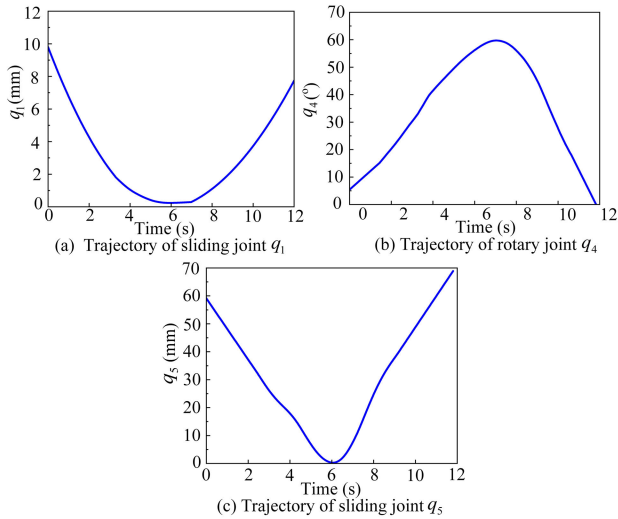 12
10
8
6
4
2
0
q1(mm)
0 2 4 6 8 10 12
Time (s)
(a) Trajectory of sliding joint q1
70
60
50
40
30
20
10
0
q4(º)
0 2 4 6 8 10 12
Time (s)
(b) Trajectory of rotary joint q4
70
60
50
40
30
20
10
0
q5 (mm)
0 2 4 6 8 10 12
Time (s)
(c) Trajectory of sliding joint q5